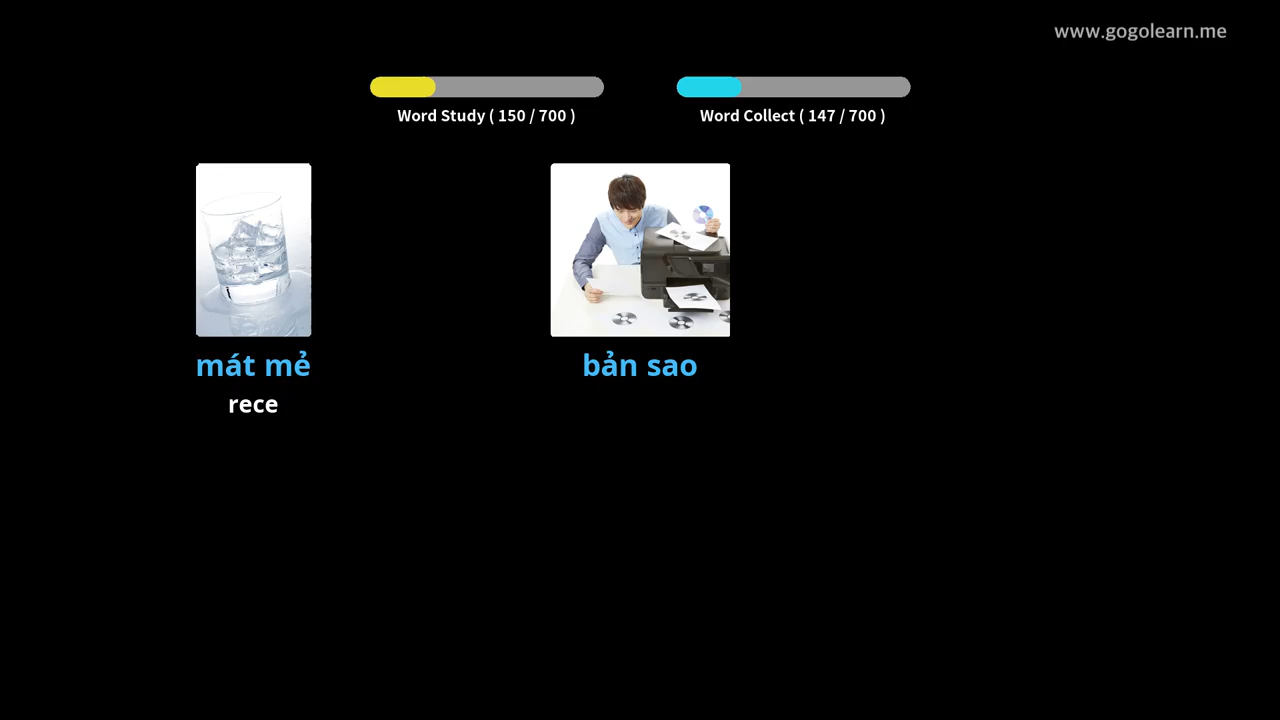 www.gogolearn.me
Word Study ( 150 / 700 )
Word Collect ( 147 / 700 )
mát mẻ
rece
bản sao